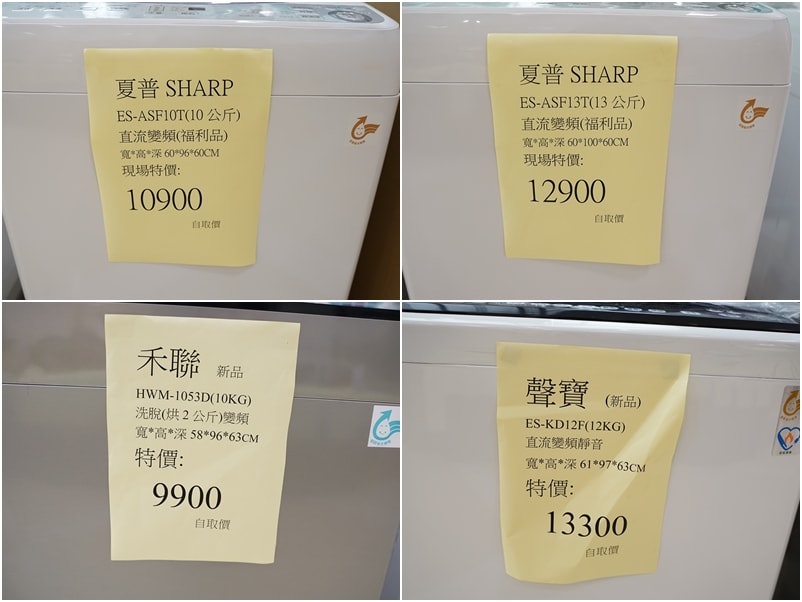 夏普 SHARP
ES-ASF10T(10 公斤)
直流變頻(福利品)
寬*高*深 60*96*60CM
現場特價:
10900
自取價
夏普 SHARP
ES-ASF13T(13 公斤)
直流變頻(福利品)
寬*高*深 60*100*60CM
現場特價:
12900
自取價
禾聯 新品
HWM-1053D(10KG)
洗脫(烘 2 公斤)變頻
寬*高*深 58*96*63CM
特價:
9900
自取價
聲寶 (新品)
ES-KD12F(12KG)
直流變頻靜音
寬*高*深 61*97*63CM
特價:
13300
自取價